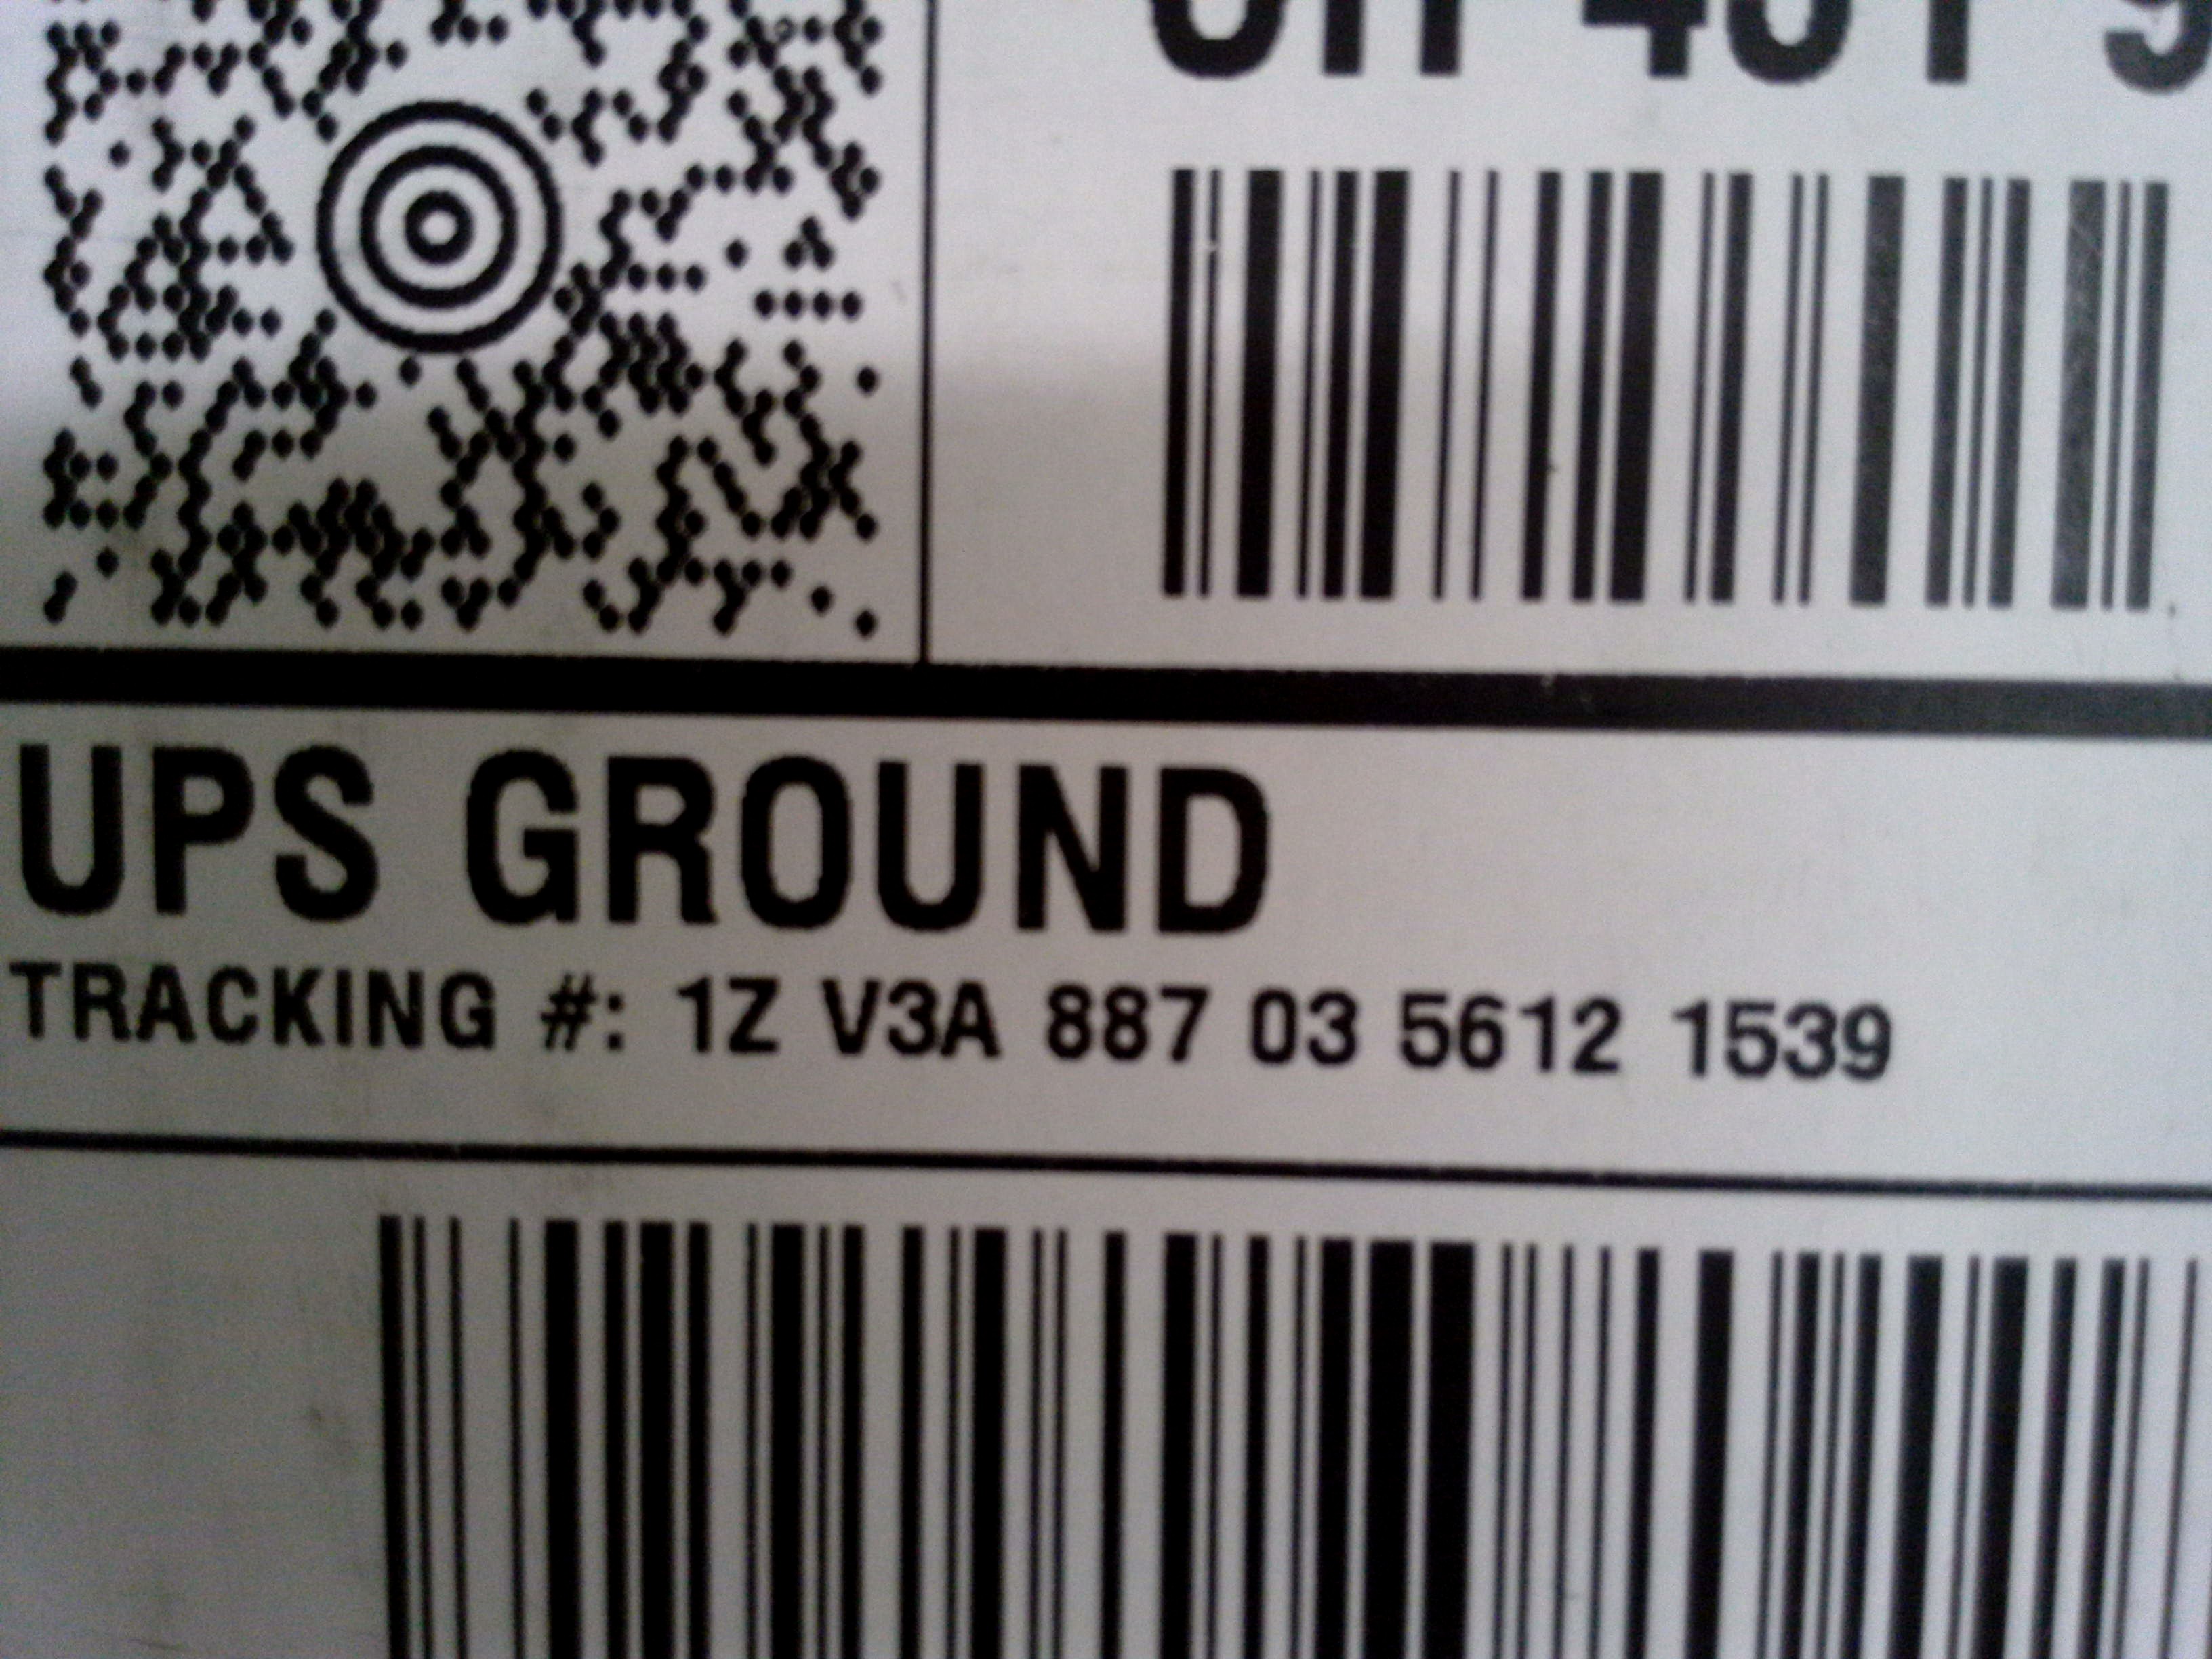 UPS GROUND
TRACKING #: 1Z V3A 887 03 5612 1539